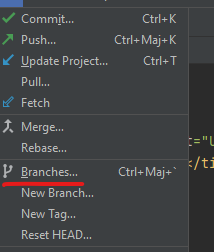 Commit... Ctrl+K
Push... Ctrl+Maj+K
Update Project... Ctrl+T
Pull...
Fetch
Merge...
Rebase...
Branches... Ctrl+Maj+`
New Branch...
New Tag...
Reset HEAD...